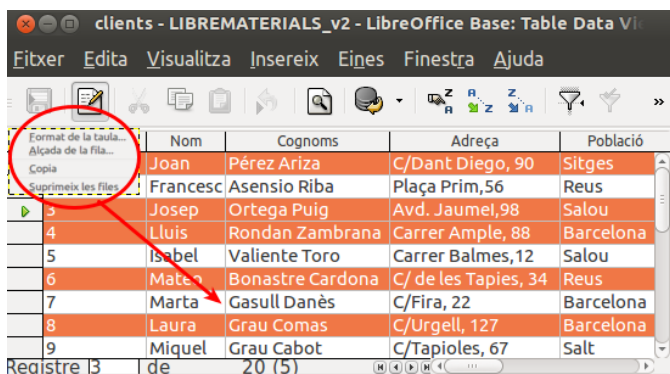 clients - LIBREMATERIALS_v2 - LibreOffice Base: Table Data Vi
Fitxer Edita Visualitza Insereix Eines Finestra Ajuda
Format de la taula...
Alçada de la fila...
Copia
Suprimeix les files
Nom Cognoms Adreça Població
Joan Pérez Ariza C/Dant Diego, 90 Sitges
Francesc Asensio Riba Plaça Prim,56 Reus
3 Josep Ortega Puig Avd. JaumeI,98 Salou
4 Lluis Rondan Zambrana Carrer Ample, 88 Barcelona
5 Isabel Valiente Toro Carrer Balmes,12 Salou
6 Mateo Bonastre Cardona C/ de les Tapies, 34 Reus
7 Marta Gasull Danès C/Fira, 22 Barcelona
8 Laura Grau Comas C/Urgell, 127 Barcelona
9 Miquel Grau Cabot C/Tapioles, 67 Salt
Registre 3 de 20 (5)